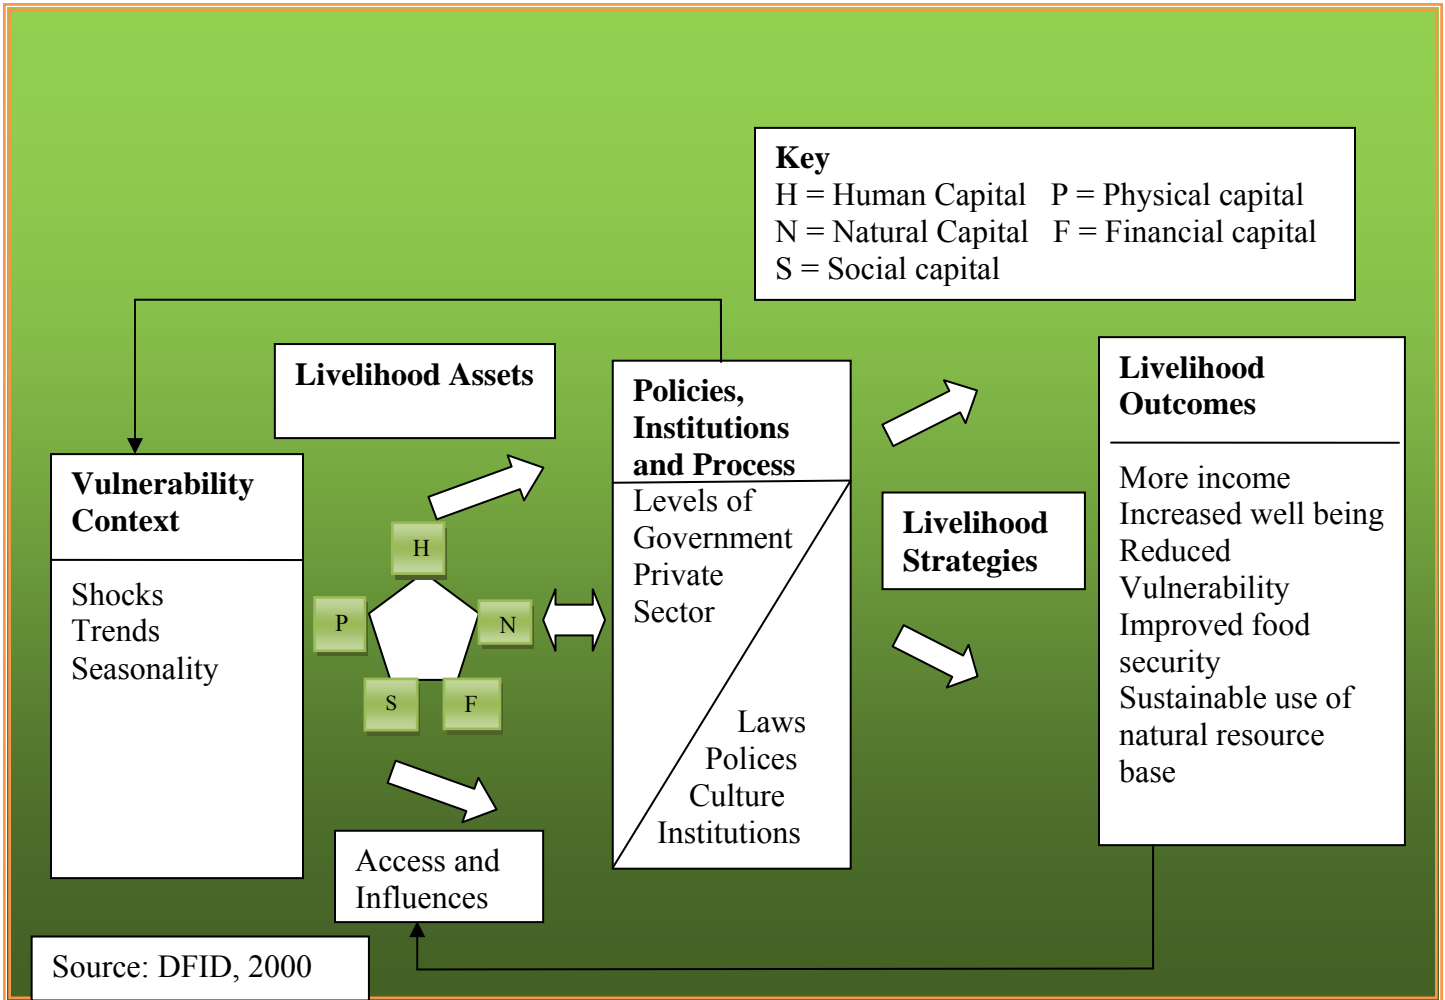 Key
H = Human Capital P = Physical capital
N = Natural Capital F = Financial capital
S = Social capital
Livelihood Assets
Policies,
Institutions
and Process
Levels of
Government
Private
Sector
Laws
Polices
Culture
Institutions
Livelihood
Outcomes
More income
Increased well being
Reduced
Vulnerability
Improved food
security
Sustainable use of
natural resource
base
Vulnerability
Context
Shocks
Trends
Seasonality
H
P
N
S
F
Livelihood
Strategies
Access and
Influences
Source: DFID, 2000